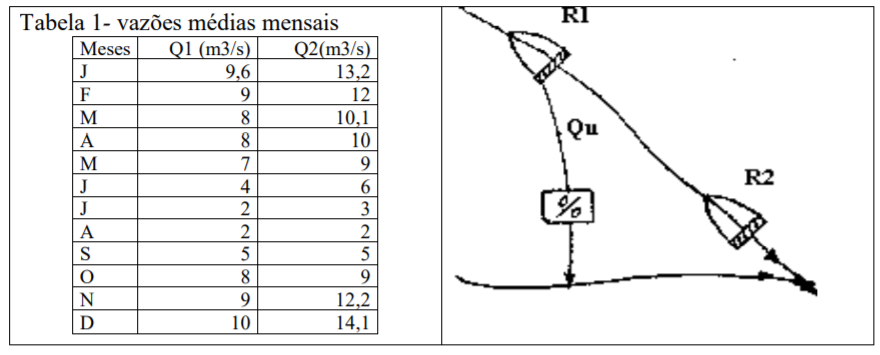 Tabela 1- vazões médias mensais
Meses Q1 (m3/s) Q2(m3/s)
J 9,6 13,2
F 9 12
M 8 10,1
A 8 10
M 7 9
J 4 6
J 2 3
A 2 2
S 5 5
O 8 9
N 9 12,2
D 10 14,1
R1
Qu
R2
%